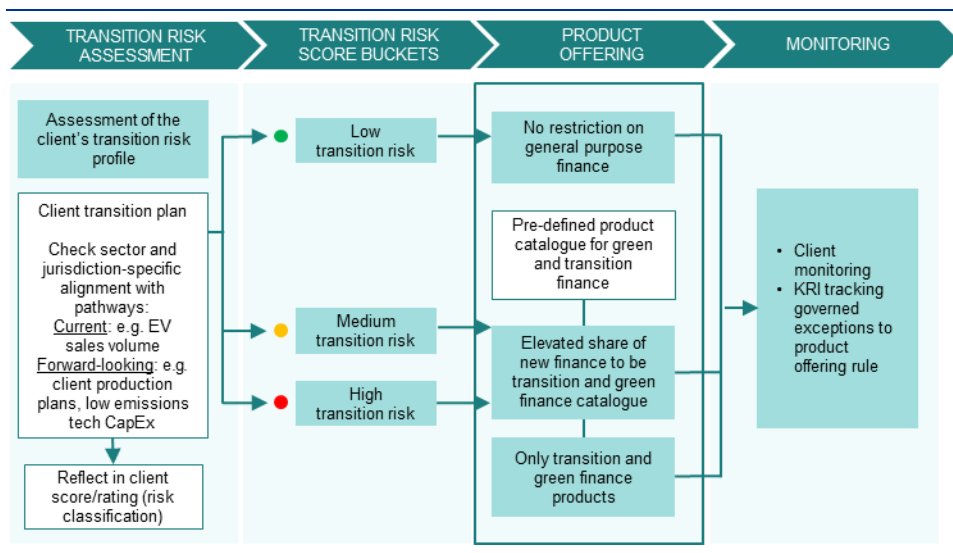 TRANSITION RISK
ASSESSMENT
TRANSITION RISK
SCORE BUCKETS
PRODUCT
OFFERING
MONITORING
Assessment of the
client's transition risk
profile
Client transition plan
Check sector and
jurisdiction-specific
alignment with
pathways:
Current: e.g. EV
sales volume
Forward-looking: e.g.
client production
plans, low emissions
tech CapEx
Reflect in client
score/rating (risk
classification)
Low
transition risk
Medium
transition risk
High
transition risk
No restriction on
general purpose
finance
Pre-defined product
catalogue for green
and transition
finance
Elevated share of
new finance to be
transition and green
finance catalogue
Only transition and
green finance
products
• Client
monitoring
• KRI tracking
governed
exceptions to
product
offering rule